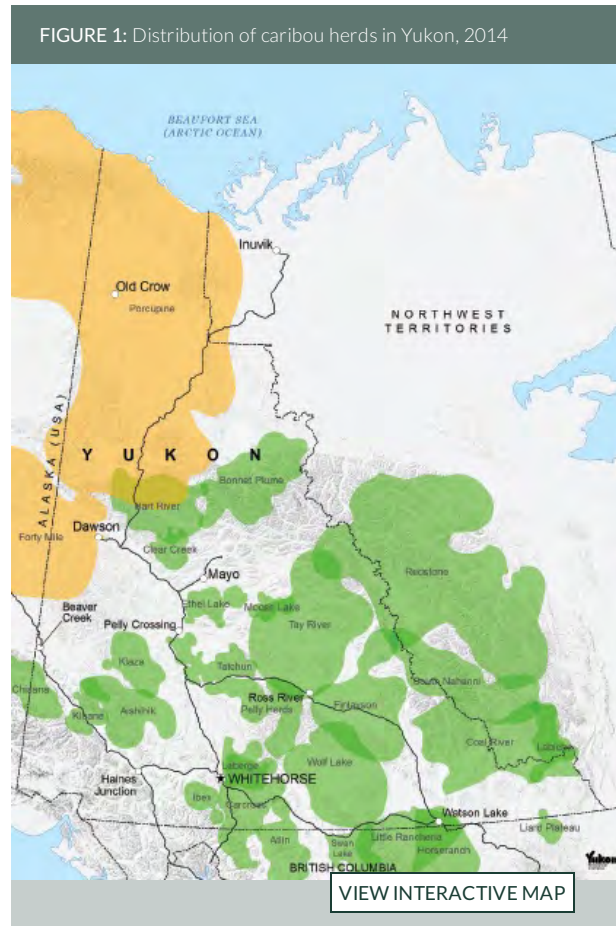 FIGURE 1: Distribution of caribou herds in Yukon, 2014
BEAUFORT SEA
(ARCTIC OCEAN)
Inuvik
Old Crow
Porcupine
NORTHWEST
TERRITORIES
ALASKA (USA)
YUKON
Bonnet Plume
Hart River
Forty Mile
Dawson
Clear Creek
Redstone
Mayo
Beaver
Creek
Ethel Lake
Moose Lake
Pelly Crossing
Tay River
Klaza
Tatchun
Chisana
South Nahanni
Ross River
Pelly Herds
Finlayson
Kluane
Aishihik
Coal River
Labiche
Laberge
Wolf Lake
WHITEHORSE
Haines
Junction
Ibex
Carcross
Watson Lake
Liard Plateau
Atlin
Swan
Lake
Little Rancheria
Horseranch
BRITISH COLUMBIA
Yukon
VIEW INTERACTIVE MAP